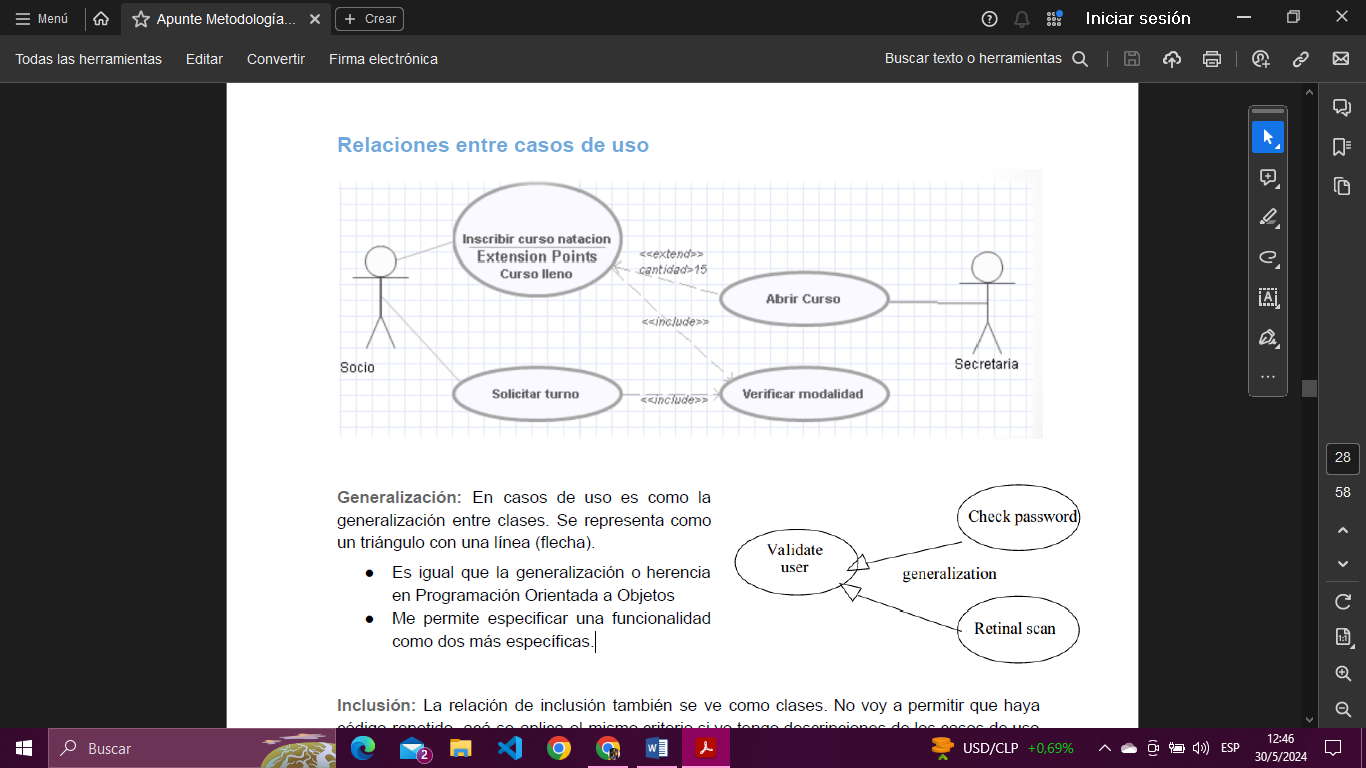 Menú
Apunte Metodología...
Crear
Iniciar sesión
Todas las herramientas
Editar
Convertir
Firma electrónica
Buscar texto o herramientas
Relaciones entre casos de uso
Inscribir curso natacion
Extension Points
Curso lleno
<<extend>>
cantidad>15
Abrir Curso
<<include>>
Socio
Secretaria
Solicitar turno
<<include>>
Verificar modalidad
Generalización: En casos de uso es como la
generalización entre clases. Se representa como
un triángulo con una línea (flecha).
● Es igual que la generalización o herencia
en Programación Orientada a Objetos
● Me permite especificar una funcionalidad
como dos más específicas.
Check password
Validate
user
generalization
Retinal scan
Inclusión: La relación de inclusión también se ve como clases. No voy a permitir que haya
28
58
1:1
Buscar
2
USD/CLP +0,69%
ESP
12:46
30/5/2024